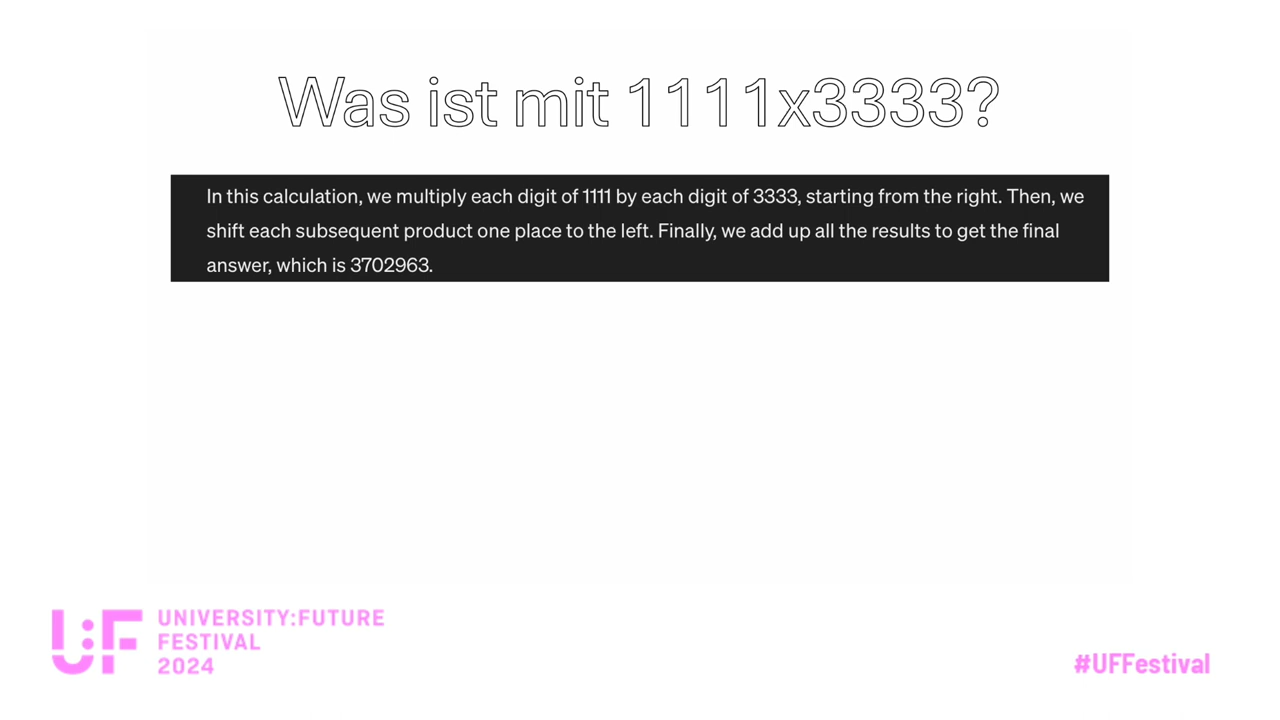 Was ist mit 1111x3333?
In this calculation, we multiply each digit of 1111 by each digit of 3333, starting from the right. Then, we
shift each subsequent product one place to the left. Finally, we add up all the results to get the final
answer, which is 3702963.
U:F
UNIVERSITY:FUTURE
FESTIVAL
2024
#UFFestival